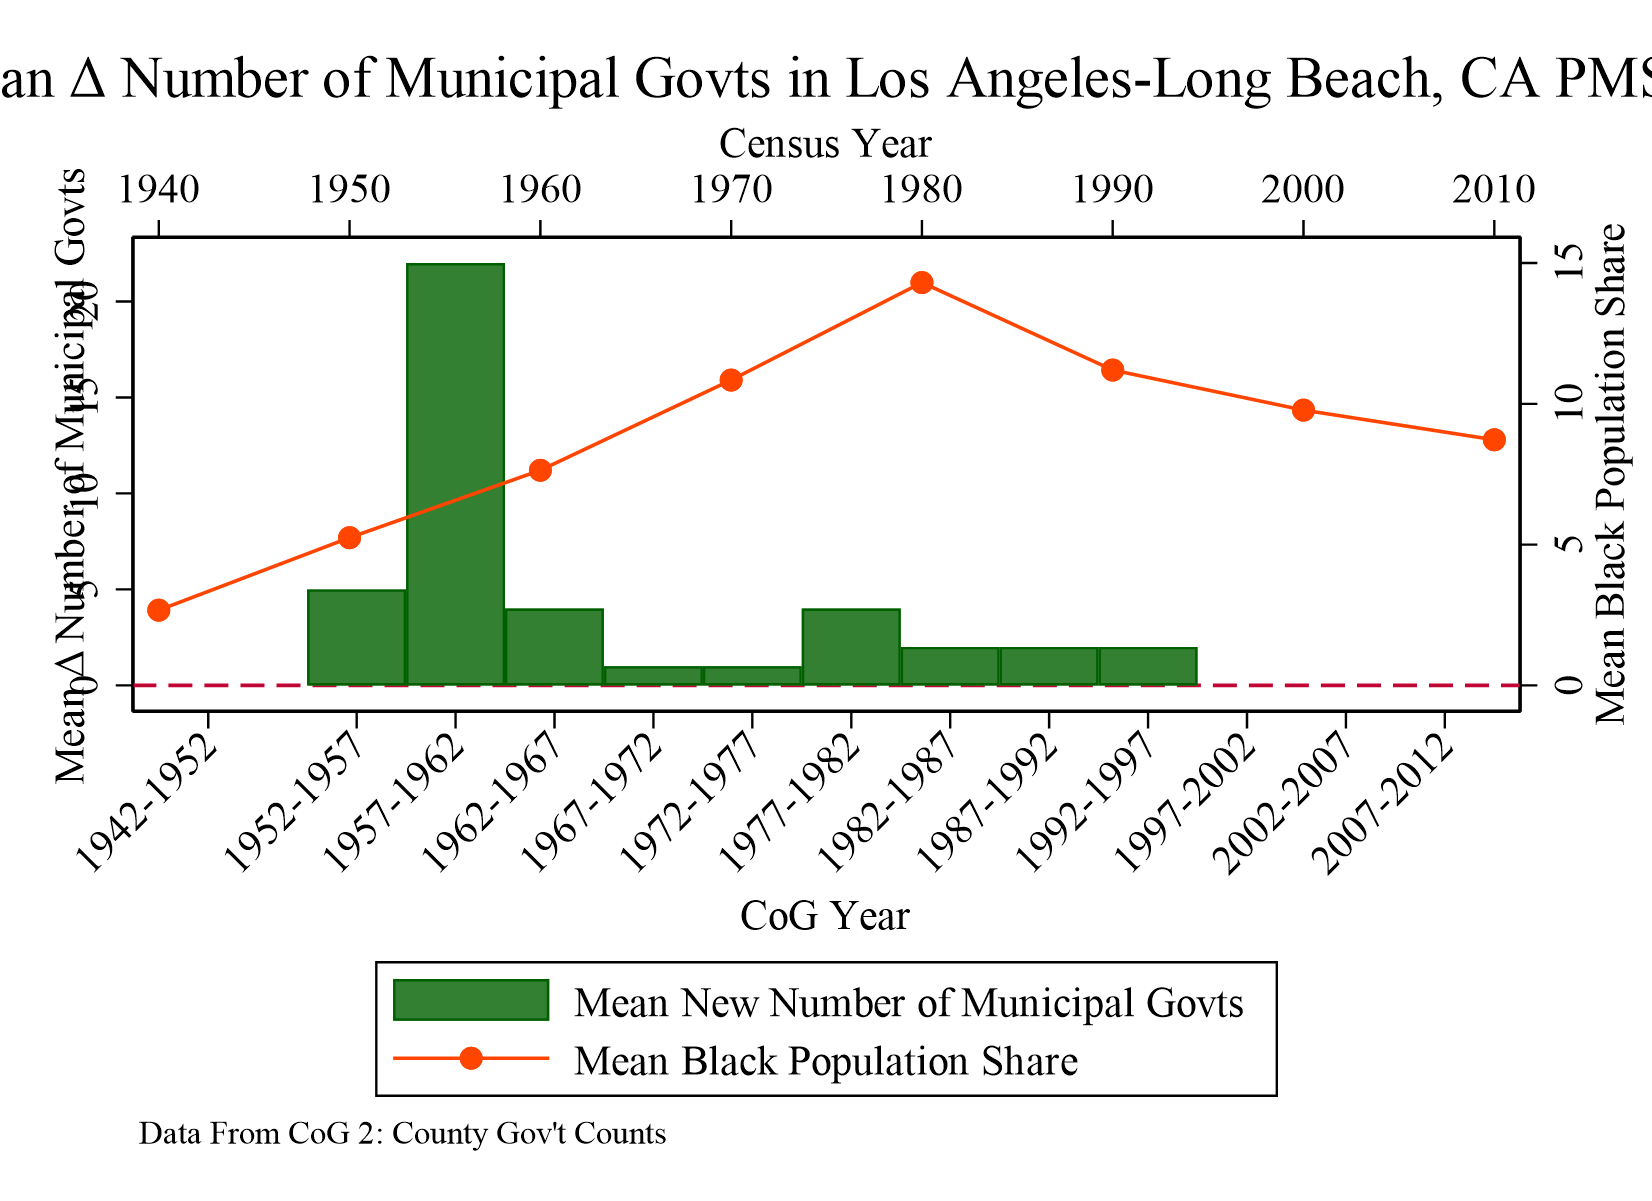 an Δ Number of Municipal Govts in Los Angeles-Long Beach, CA PMS
Census Year
1940 1950 1960 1970 1980 1990 2000 2010
Mean Δ Number of Municipal Govts
20
15
10
5
0
15
10
5
0
Mean Black Population Share
1942-1952 1952-1957 1957-1962 1962-1967 1967-1972 1972-1977 1977-1982 1982-1987 1987-1992 1992-1997 1997-2002 2002-2007 2007-2012
CoG Year
Mean New Number of Municipal Govts
Mean Black Population Share
Data From CoG 2: County Gov't Counts